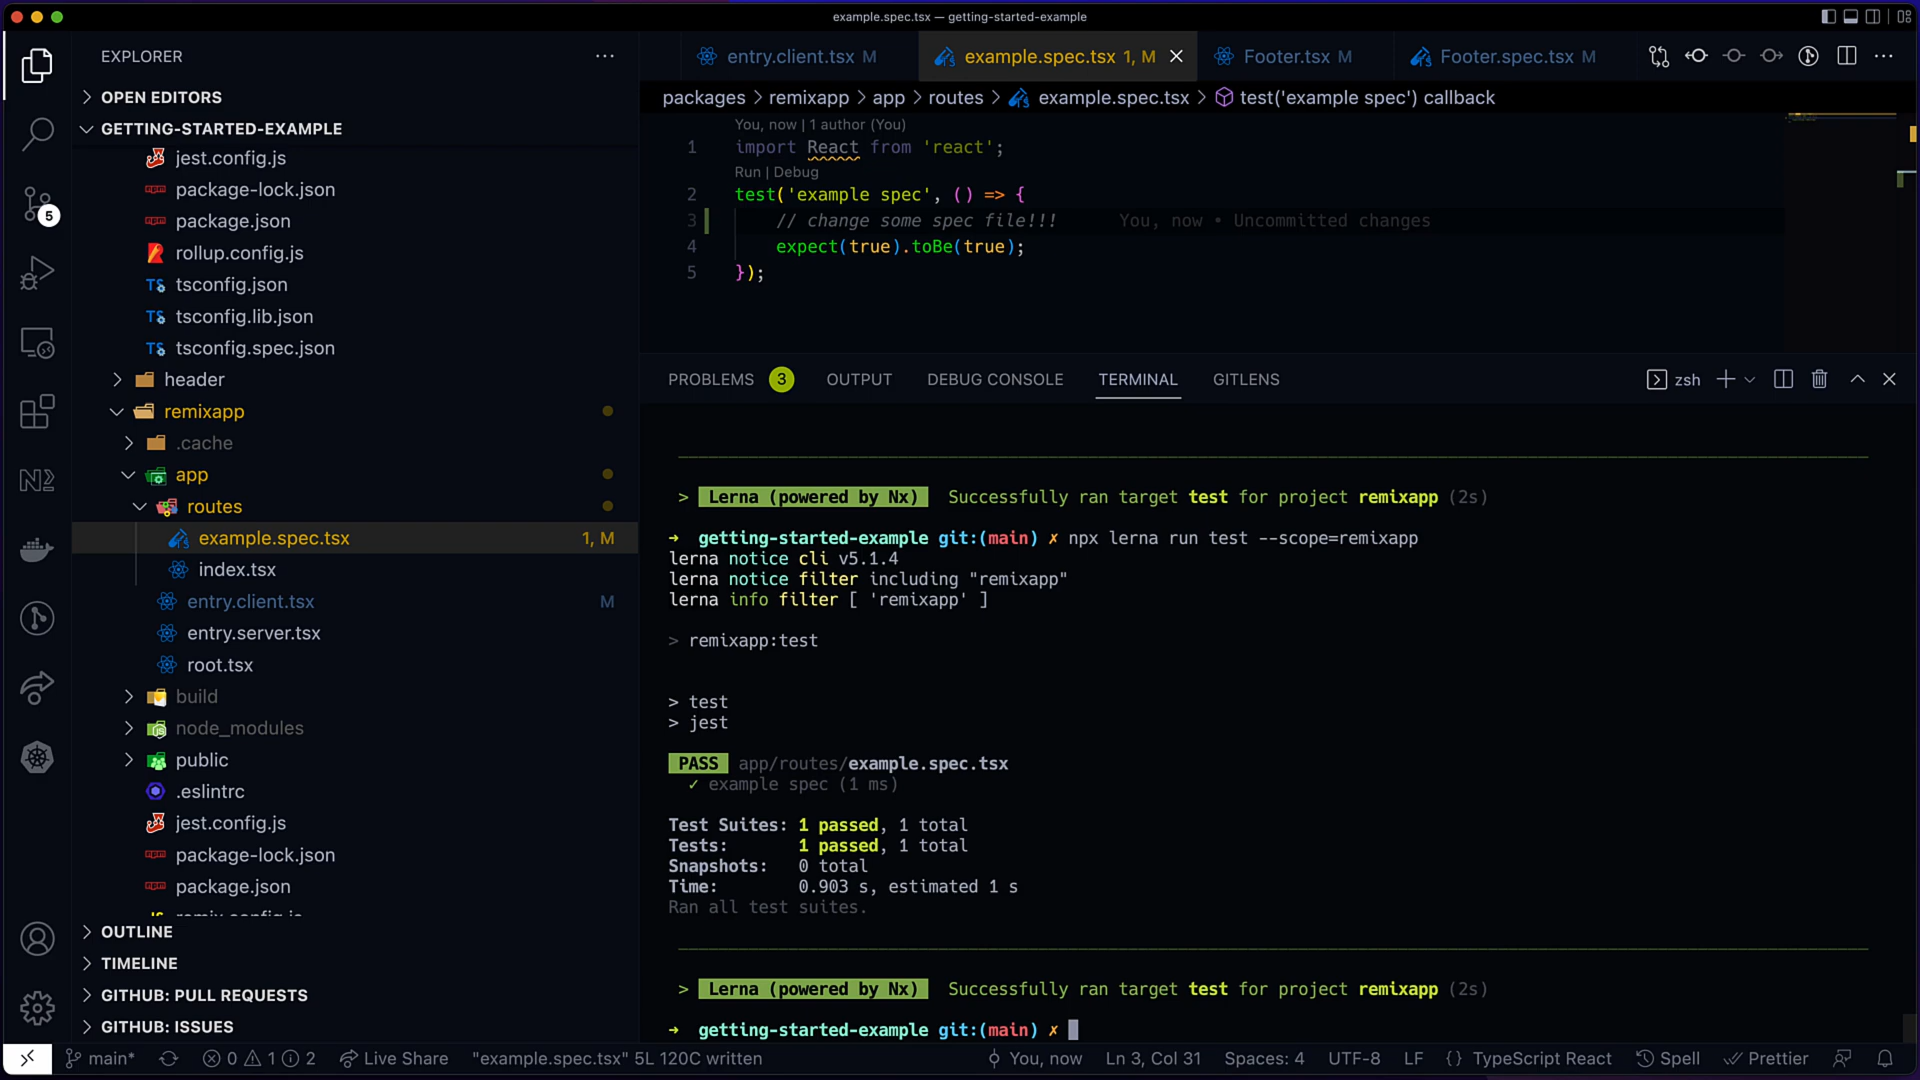 example.spec.tsx — getting-started-example
EXPLORER
OPEN EDITORS
GETTING-STARTED-EXAMPLE
jest.config.js
package-lock.json
package.json
rollup.config.js
tsconfig.json
tsconfig.lib.json
tsconfig.spec.json
header
remixapp
.cache
app
routes
example.spec.tsx 1, M
index.tsx
entry.client.tsx M
entry.server.tsx
root.tsx
build
node_modules
public
.eslintrc
jest.config.js
package-lock.json
package.json
OUTLINE
TIMELINE
GITHUB: PULL REQUESTS
GITHUB: ISSUES
5
entry.client.tsx M example.spec.tsx 1, M Footer.tsx M Footer.spec.tsx M
packages > remixapp > app > routes > example.spec.tsx > test('example spec') callback
You, now | 1 author (You)
1 import React from 'react';
Run | Debug
2 test('example spec', () => {
3 // change some spec file!!! You, now • Uncommitted changes
4 expect(true).toBe(true);
5 });
PROBLEMS 3 OUTPUT DEBUG CONSOLE TERMINAL GITLENS zsh
> Lerna (powered by Nx) Successfully ran target test for project remixapp (2s)
→ getting-started-example git:(main) ✗ npx lerna run test --scope=remixapp
lerna notice cli v5.1.4
lerna notice filter including "remixapp"
lerna info filter [ 'remixapp' ]
> remixapp:test
> test
> jest
PASS app/routes/example.spec.tsx
✓ example spec (1 ms)
Test Suites: 1 passed, 1 total
Tests: 1 passed, 1 total
Snapshots: 0 total
Time: 0.903 s, estimated 1 s
Ran all test suites.
> Lerna (powered by Nx) Successfully ran target test for project remixapp (2s)
→ getting-started-example git:(main) ✗
main* 0 1 2 Live Share "example.spec.tsx" 5L 120C written You, now Ln 3, Col 31 Spaces: 4 UTF-8 LF {} TypeScript React Spell Prettier